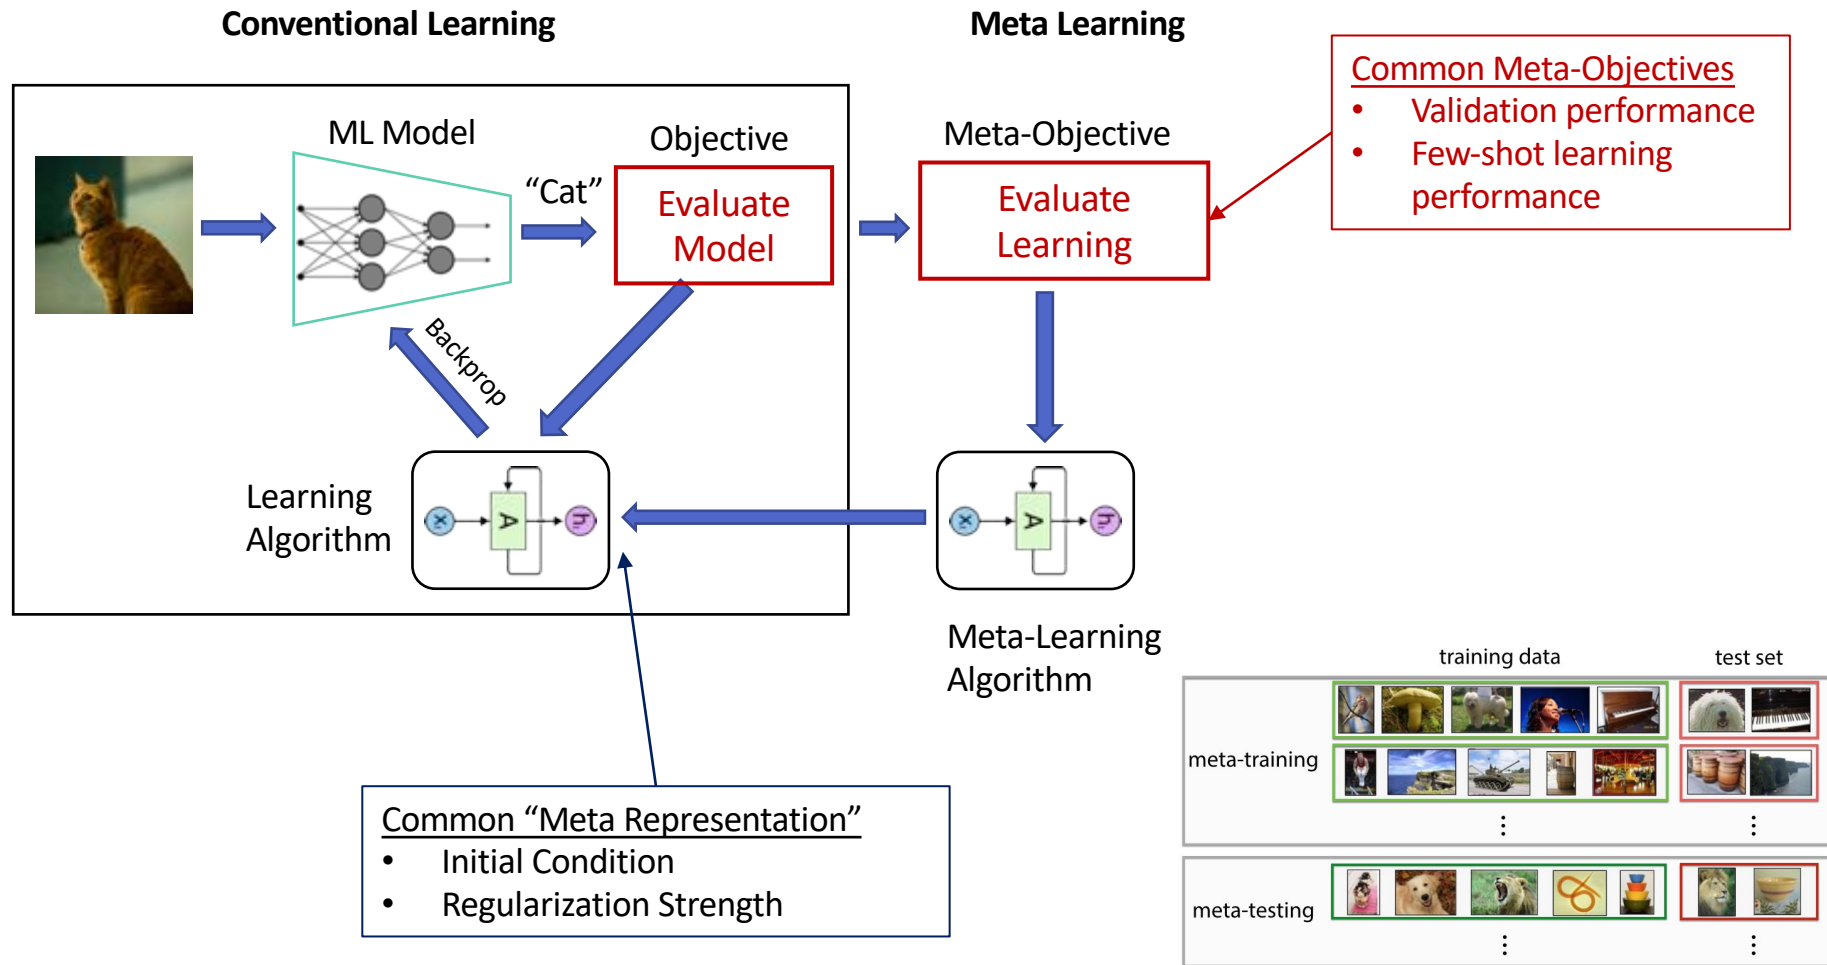 Conventional Learning
Meta Learning
Common Meta-Objectives
• Validation performance
• Few-shot learning
performance
ML Model
Objective
Meta-Objective
“Cat”
Evaluate
Model
Evaluate
Learning
Backprop
Learning
Algorithm
x
A
h
x
A
h
Meta-Learning
Algorithm
Common “Meta Representation”
• Initial Condition
• Regularization Strength
training data
test set
meta-training
⋮
⋮
meta-testing
⋮
⋮